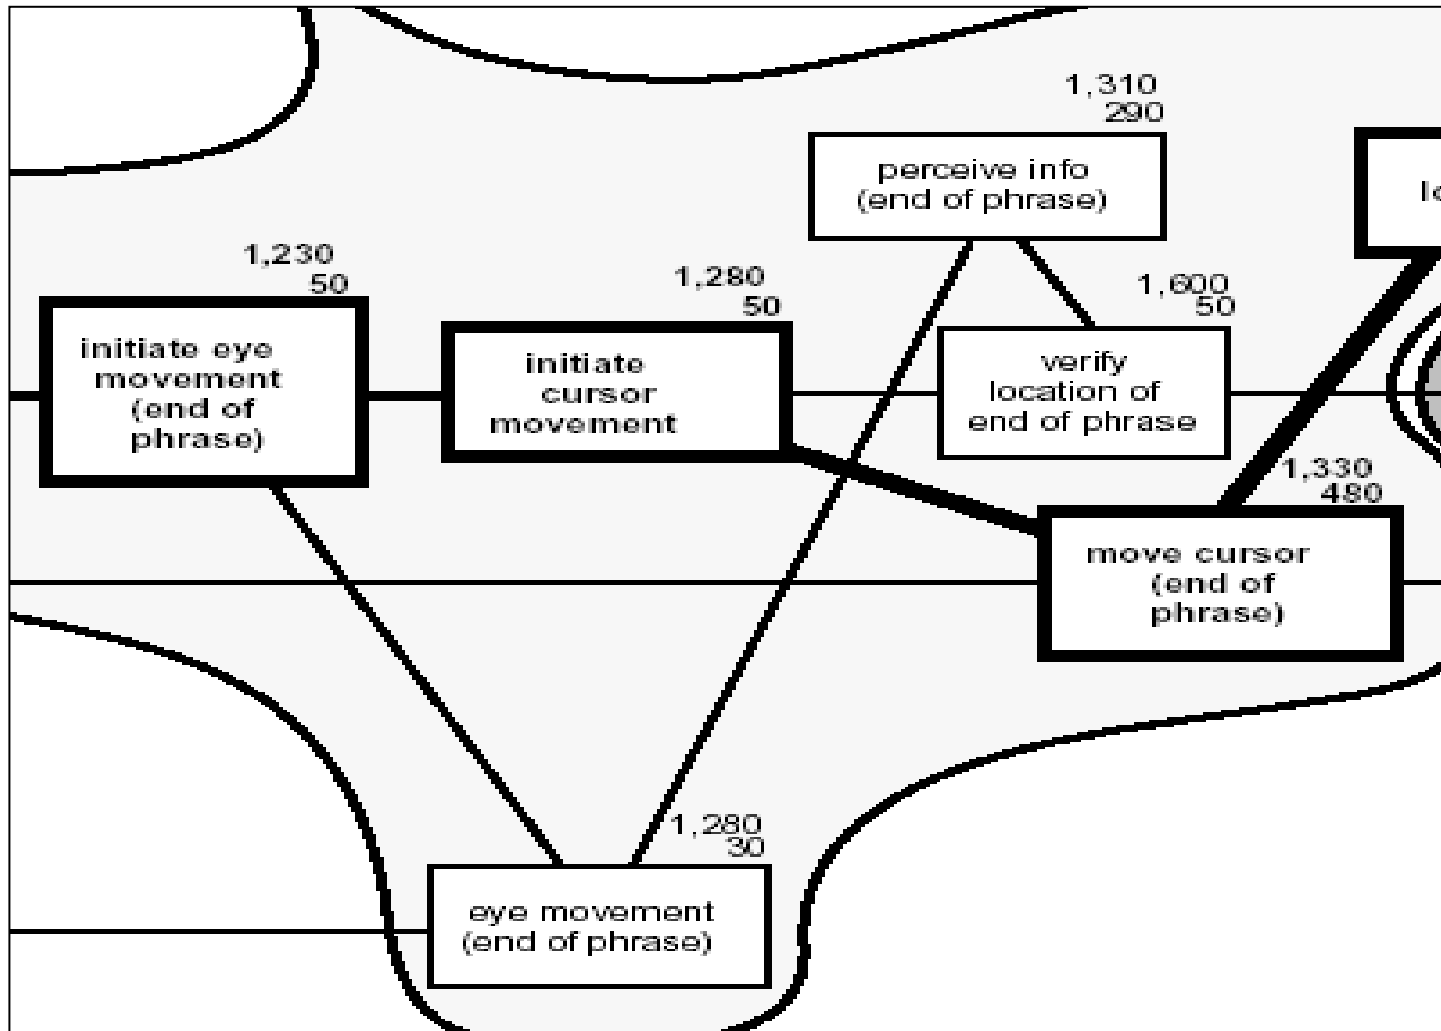 1,310
290
perceive info
(end of phrase)
1,230
50
initiate eye
movement
(end of
phrase)
1,280
50
initiate
cursor
movement
1,600
50
verify
location of
end of phrase
1,330
480
move cursor
(end of
phrase)
1,280
30
eye movement
(end of phrase)